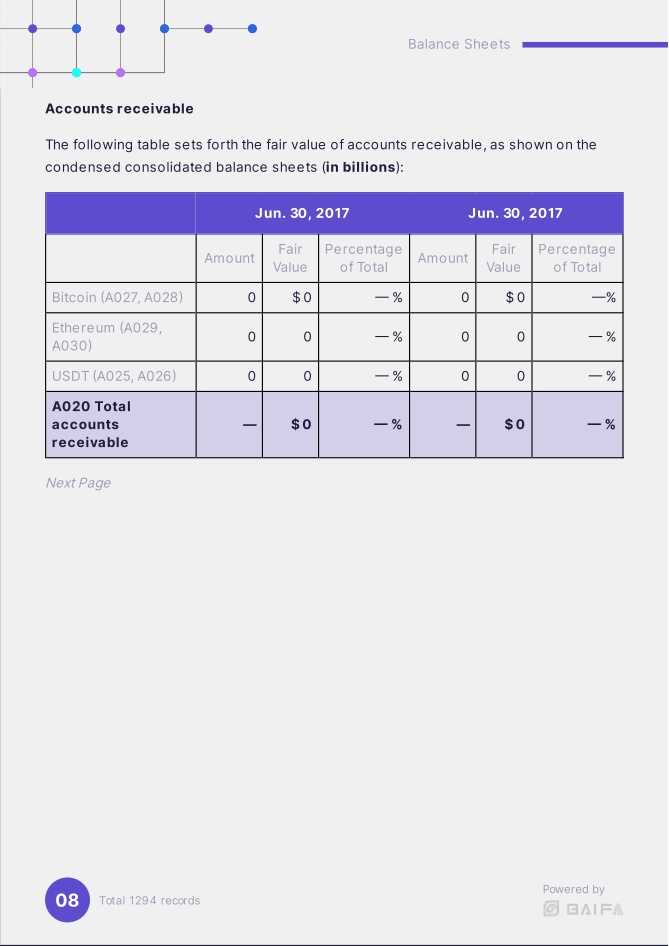 Balance Sheets
Accounts receivable
The following table sets forth the fair value of accounts receivable, as shown on the
condensed consolidated balance sheets (in billions):
Jun. 30, 2017 Jun. 30, 2017
Amount Fair Value Percentage of Total Amount Fair Value Percentage of Total
Bitcoin (A027, A028) 0 $ 0 — % 0 $ 0 —%
Ethereum (A029, A030) 0 0 — % 0 0 — %
USDT (A025, A026) 0 0 — % 0 0 — %
A020 Total accounts receivable — $ 0 — % — $ 0 — %
Next Page
08 Total 1294 records
Powered by
BAIFA